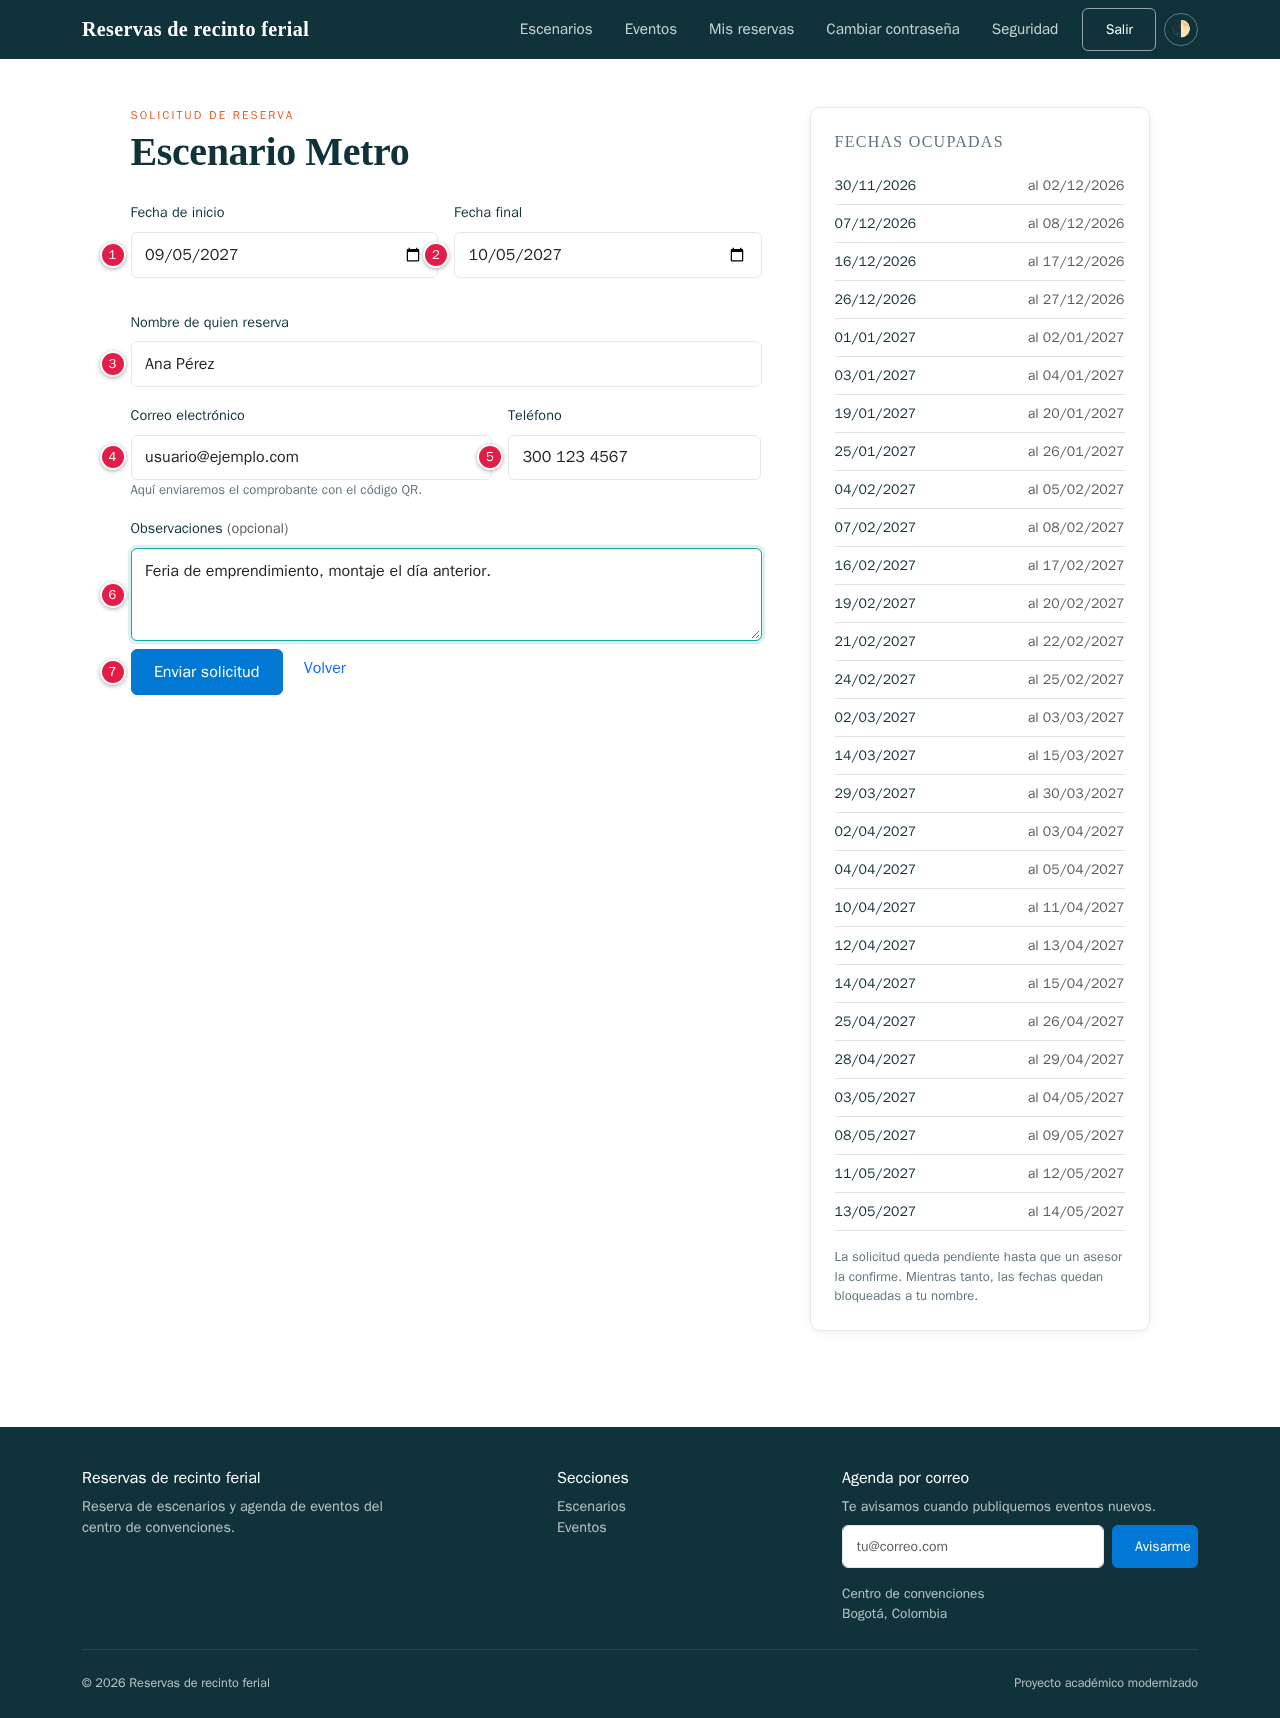 Reservas de recinto ferial
Escenarios Eventos Mis reservas Cambiar contraseña Seguridad Salir
SOLICITUD DE RESERVA
Escenario Metro
Fecha de inicio Fecha final
1 09/05/2027 2 10/05/2027
Nombre de quien reserva
3 Ana Pérez
Correo electrónico Teléfono
4 usuario@ejemplo.com 5 300 123 4567
Aquí enviaremos el comprobante con el código QR.
Observaciones (opcional)
6 Feria de emprendimiento, montaje el día anterior.
7 Enviar solicitud Volver
FECHAS OCUPADAS
30/11/2026 al 02/12/2026
07/12/2026 al 08/12/2026
16/12/2026 al 17/12/2026
26/12/2026 al 27/12/2026
01/01/2027 al 02/01/2027
03/01/2027 al 04/01/2027
19/01/2027 al 20/01/2027
25/01/2027 al 26/01/2027
04/02/2027 al 05/02/2027
07/02/2027 al 08/02/2027
16/02/2027 al 17/02/2027
19/02/2027 al 20/02/2027
21/02/2027 al 22/02/2027
24/02/2027 al 25/02/2027
02/03/2027 al 03/03/2027
14/03/2027 al 15/03/2027
29/03/2027 al 30/03/2027
02/04/2027 al 03/04/2027
04/04/2027 al 05/04/2027
10/04/2027 al 11/04/2027
12/04/2027 al 13/04/2027
14/04/2027 al 15/04/2027
25/04/2027 al 26/04/2027
28/04/2027 al 29/04/2027
03/05/2027 al 04/05/2027
08/05/2027 al 09/05/2027
11/05/2027 al 12/05/2027
13/05/2027 al 14/05/2027
La solicitud queda pendiente hasta que un asesor
la confirme. Mientras tanto, las fechas quedan
bloqueadas a tu nombre.
Reservas de recinto ferial
Reserva de escenarios y agenda de eventos del
centro de convenciones.
Secciones
Escenarios
Eventos
Agenda por correo
Te avisamos cuando publiquemos eventos nuevos.
tu@correo.com Avisarme
Centro de convenciones
Bogotá, Colombia
© 2026 Reservas de recinto ferial
Proyecto académico modernizado